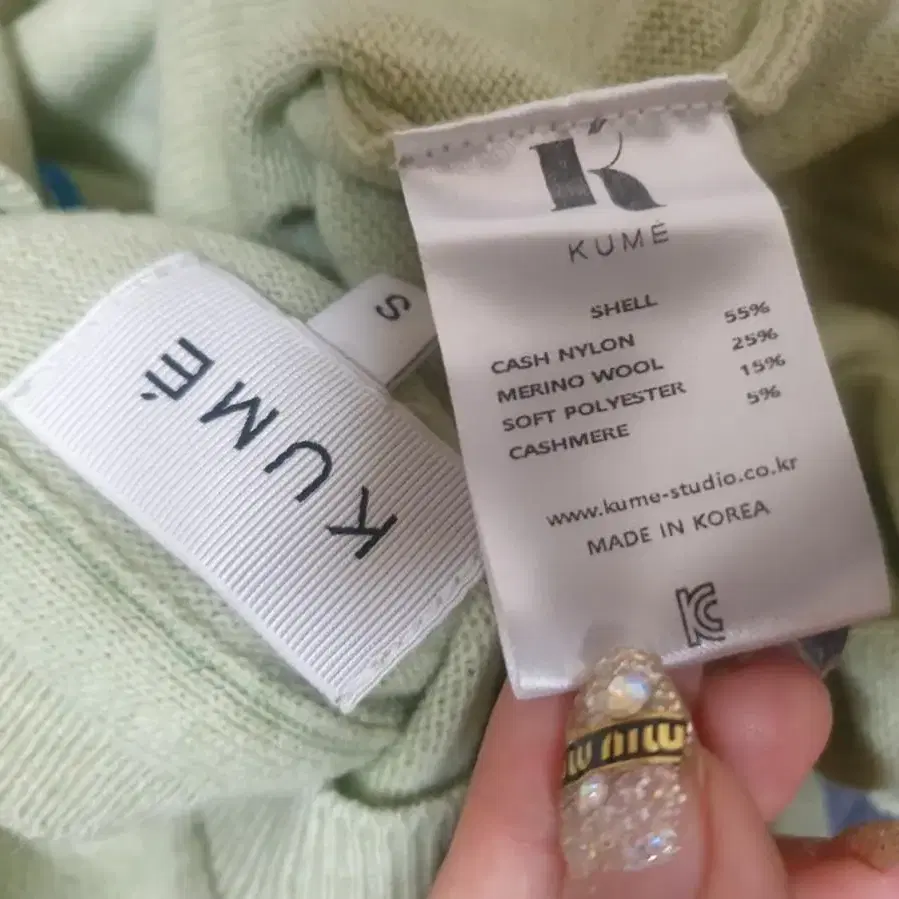 KUMÉ
S
K
KUMÉ
SHELL
CASH NYLON 55%
MERINO WOOL 25%
SOFT POLYESTER 15%
CASHMERE 5%
www.kume-studio.co.kr
MADE IN KOREA
KC
miu